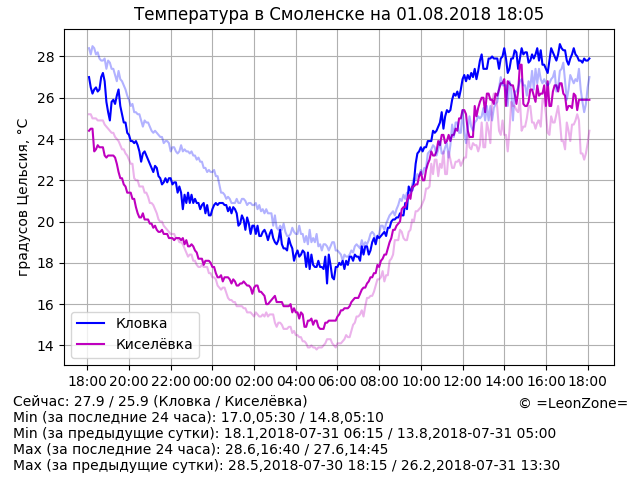 Температура в Смоленске на 01.08.2018 18:05
градусов Цельсия, °C
28
26
24
22
20
18
16
14
Кловка
Киселёвка
18:00 20:00 22:00 00:00 02:00 04:00 06:00 08:00 10:00 12:00 14:00 16:00 18:00
Сейчас: 27.9 / 25.9 (Кловка / Киселёвка)
© =LeonZone=
Min (за последние 24 часа): 17.0,05:30 / 14.8,05:10
Min (за предыдущие сутки): 18.1,2018-07-31 06:15 / 13.8,2018-07-31 05:00
Max (за последние 24 часа): 28.6,16:40 / 27.6,14:45
Max (за предыдущие сутки): 28.5,2018-07-30 18:15 / 26.2,2018-07-31 13:30